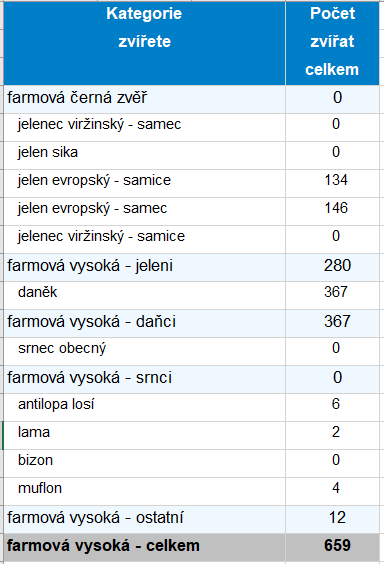 Kategorie zvířete Počet zvířat celkem
farmová černá zvěř 0
jelenec viržinský - samec 0
jelen sika 0
jelen evropský - samice 134
jelen evropský - samec 146
jelenec viržinský - samice 0
farmová vysoká - jeleni 280
daněk 367
farmová vysoká - daňci 367
srnec obecný 0
farmová vysoká - srnci 0
antilopa losí 6
lama 2
bizon 0
muflon 4
farmová vysoká - ostatní 12
farmová vysoká - celkem 659